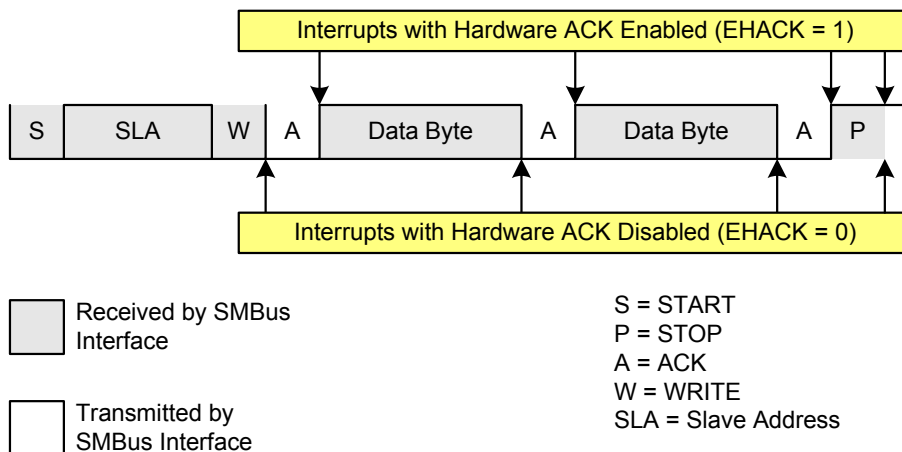 Interrupts with Hardware ACK Enabled (EHACK = 1)
S SLA W A Data Byte A Data Byte A P
Interrupts with Hardware ACK Disabled (EHACK = 0)
Received by SMBus
Interface
Transmitted by
SMBus Interface
S = START
P = STOP
A = ACK
W = WRITE
SLA = Slave Address